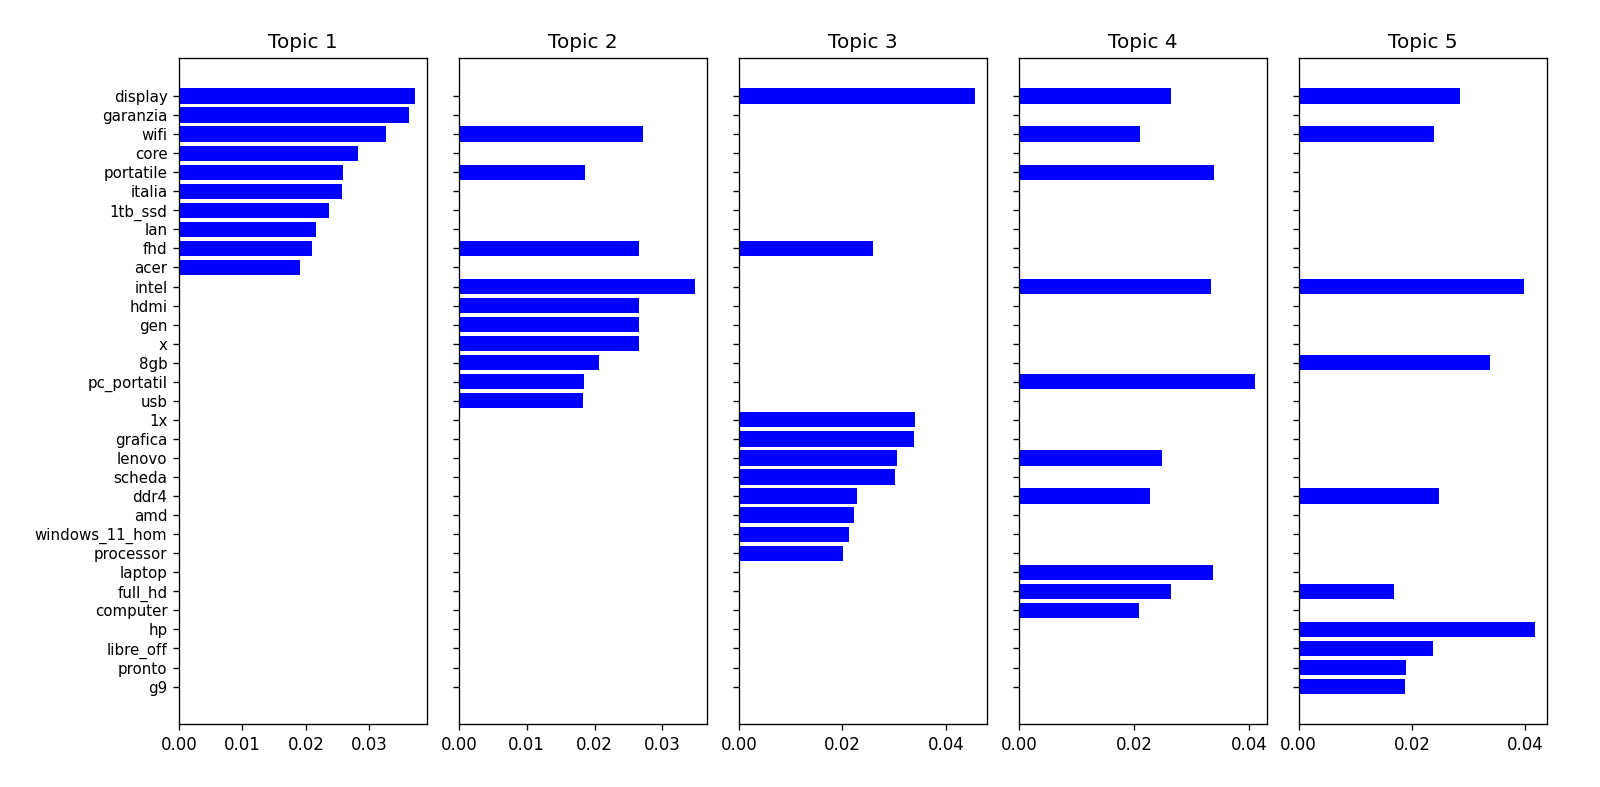 Topic 1 Topic 2 Topic 3 Topic 4 Topic 5
display
garanzia
wifi
core
portatile
italia
1tb_ssd
lan
fhd
acer
intel
hdmi
gen
x
8gb
pc_portatil
usb
1x
grafica
lenovo
scheda
ddr4
amd
windows_11_hom
processor
laptop
full_hd
computer
hp
libre_off
pronto
g9
0.00 0.01 0.02 0.03 0.00 0.01 0.02 0.03 0.00 0.02 0.04 0.00 0.02 0.04 0.00 0.02 0.04